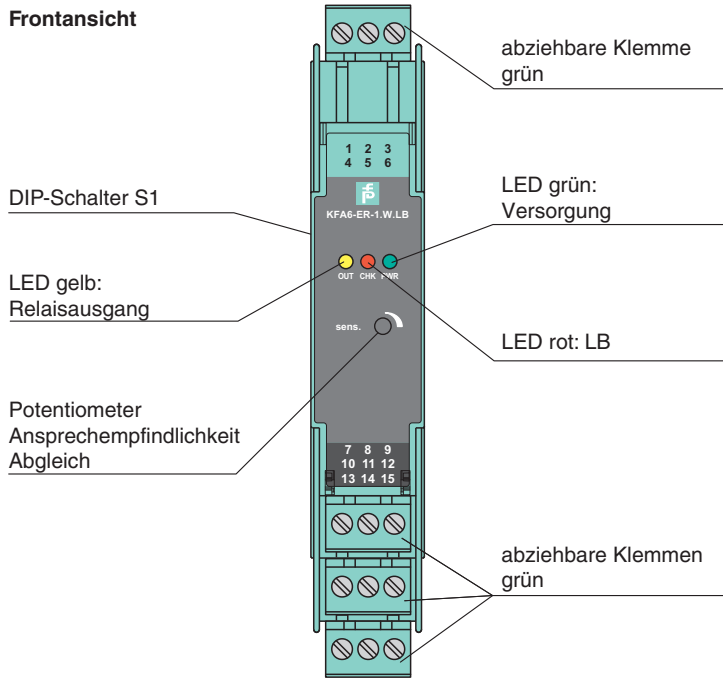 Frontansicht
abziehbare Klemme
grün
1 2 3
4 5 6
DIP-Schalter S1
LED grün:
Versorgung
KFA6-ER-1.W.LB
LED gelb:
Relaisausgang
OUT CHK PWR
sens.
LED rot: LB
Potentiometer
Ansprechempfindlichkeit
Abgleich
7 8 9
10 11 12
13 14 15
abziehbare Klemmen
grün